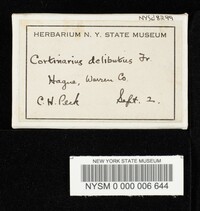 HERBARIUM N. Y. STATE MUSEUM
Cortinarius delibutus Fr
Hague, Warren Co.
C. H. Peck Sept. 2.
NEW YORK STATE MUSEUM
NYSM 0 000 006 644